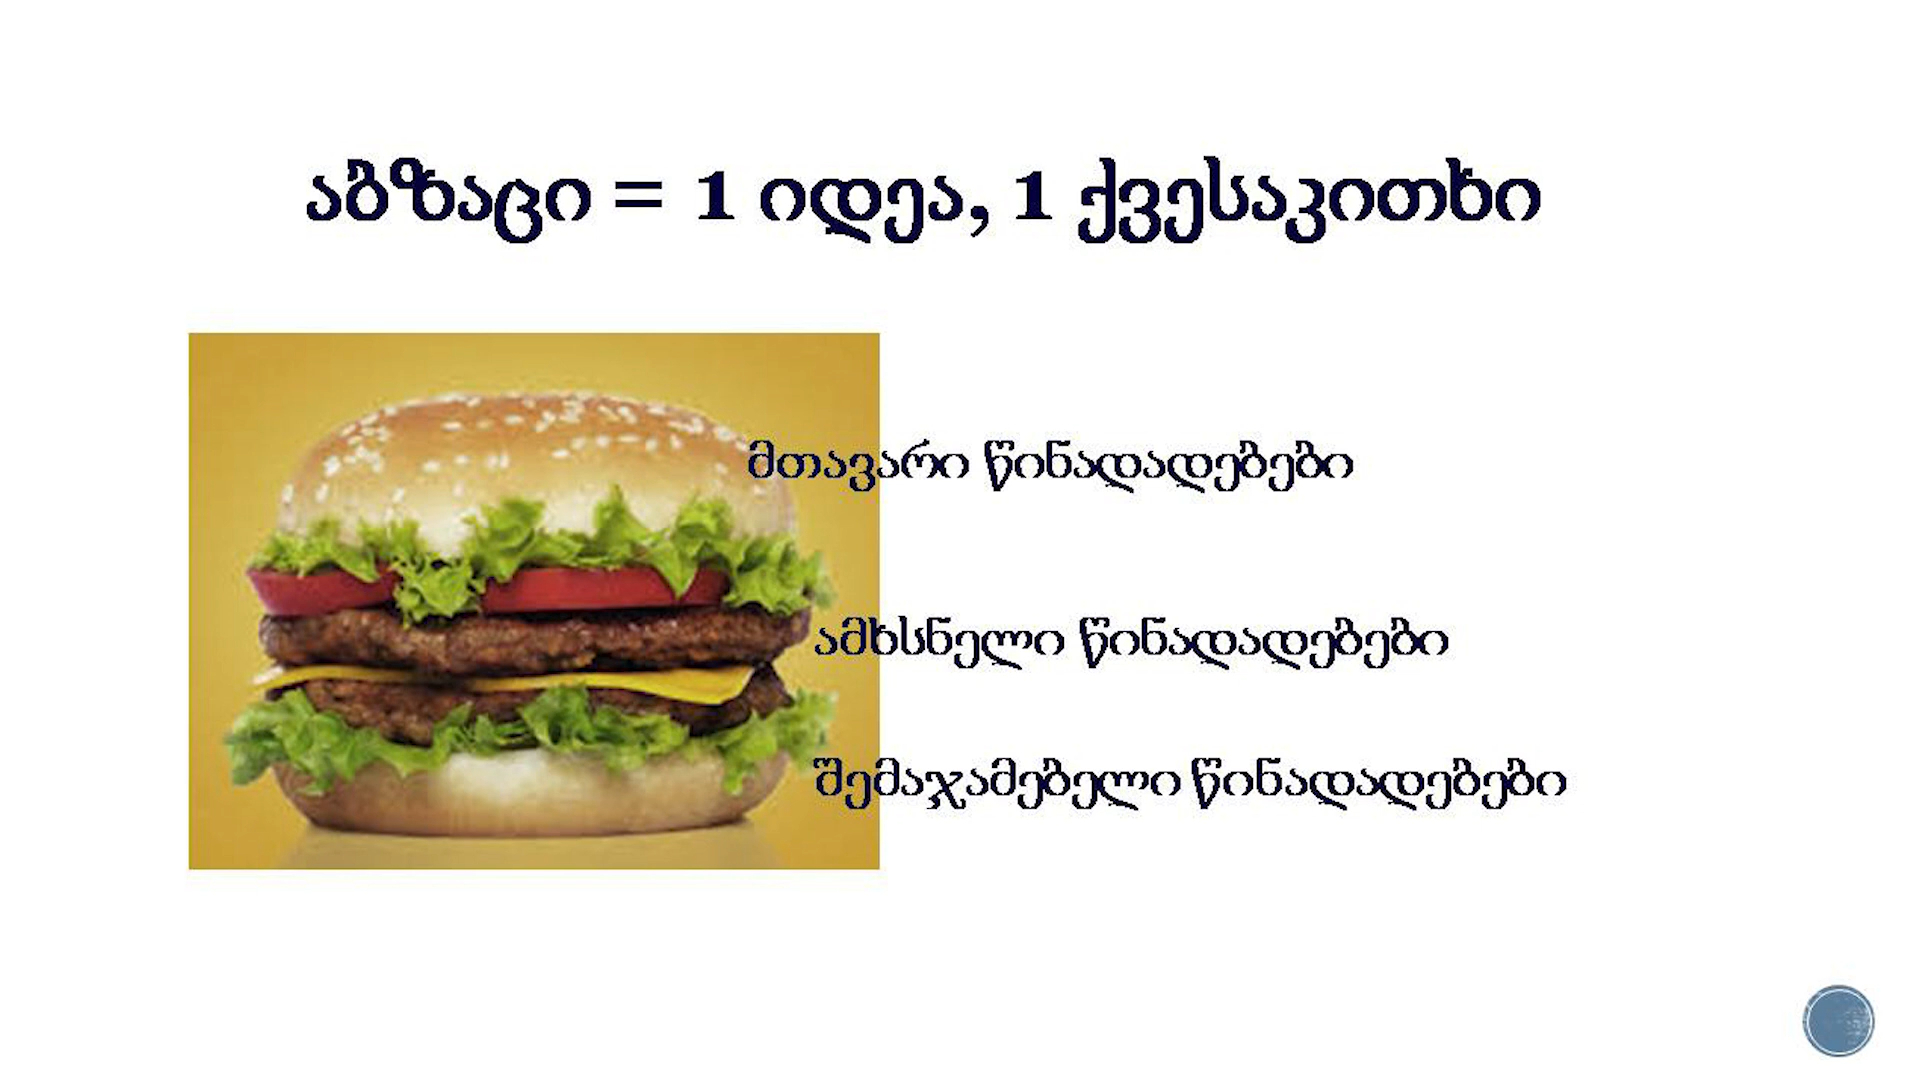 აბზაცი = 1 იდეა, 1 ქვესაკითხი
მთავარი წინადადებები
ამხსნელი წინადადებები
შემაჯამებელი წინადადებები